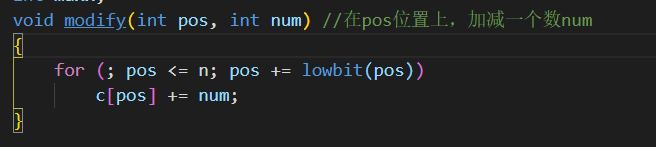 void modify(int pos, int num) //在pos位置上，加减一个数num
{
    for (; pos <= n; pos += lowbit(pos))
        c[pos] += num;
}